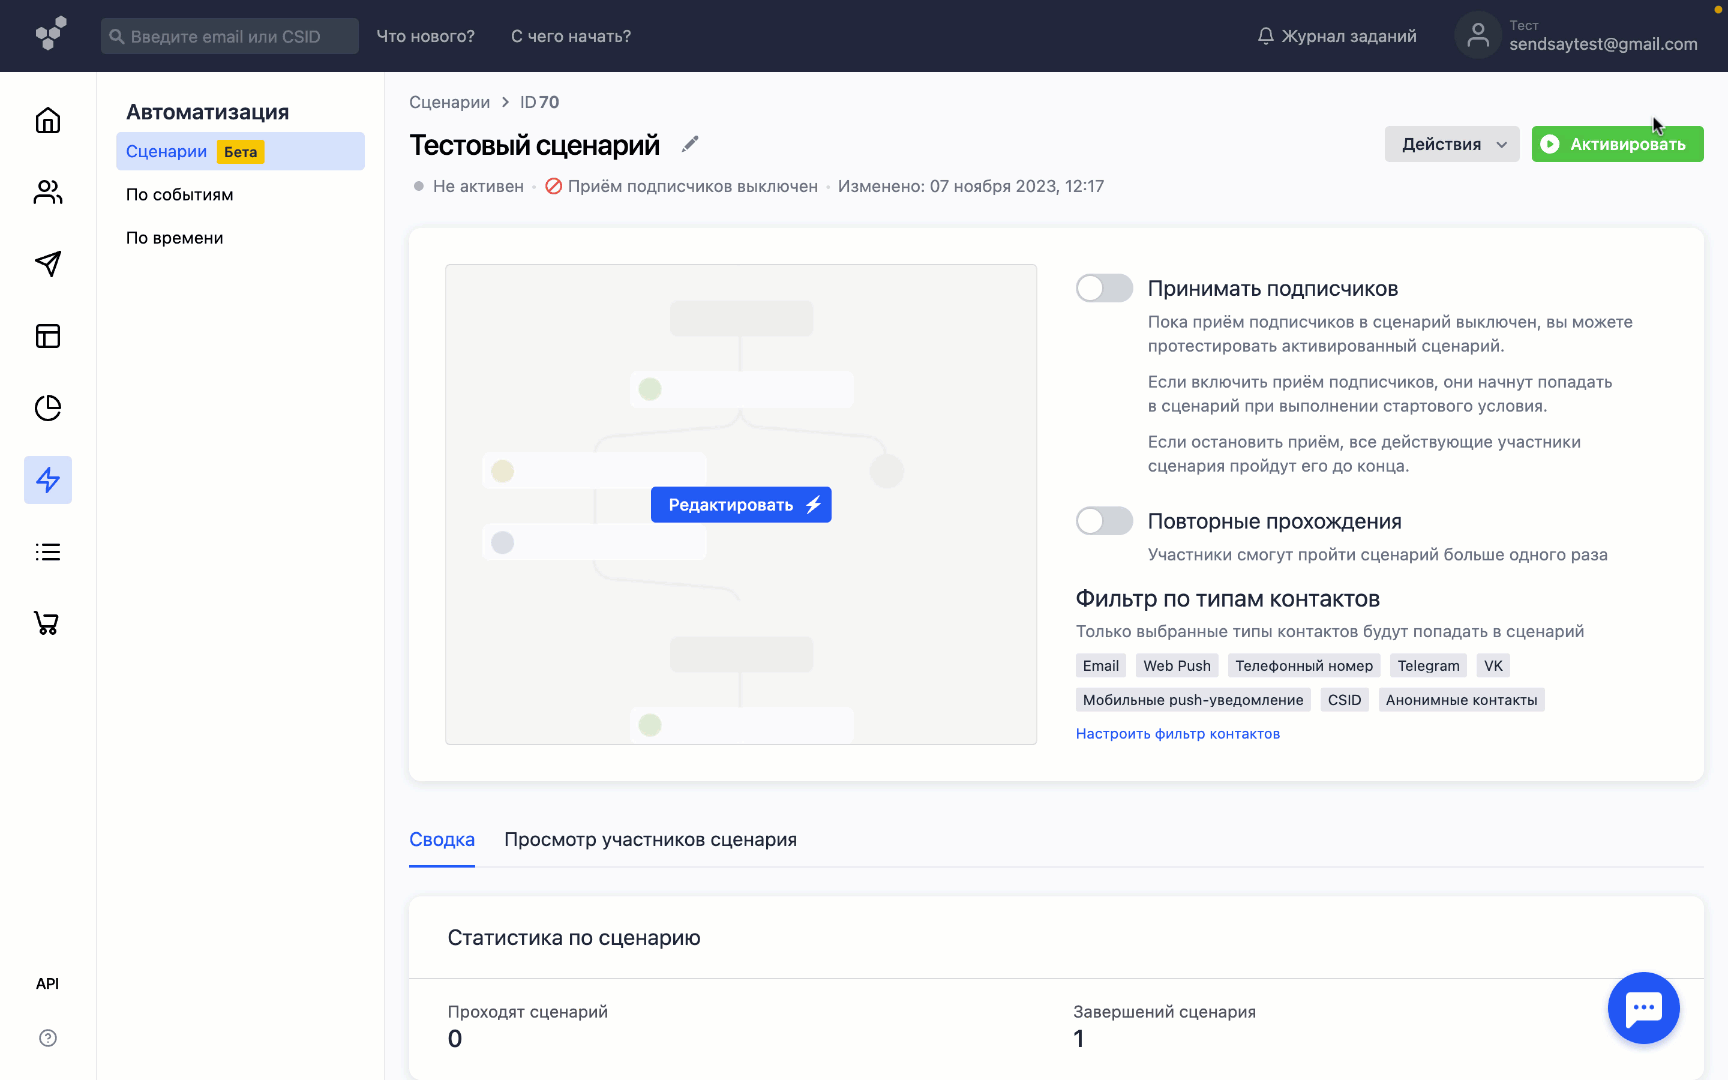 Введите email или CSID
Что нового?
С чего начать?
Журнал заданий
Тест
sendsaytest@gmail.com
Автоматизация
Сценарии Бета
По событиям
По времени
API
Сценарии > ID 70
Тестовый сценарий
Действия
Активировать
Не активен • Приём подписчиков выключен • Изменено: 07 ноября 2023, 12:17
Редактировать
Принимать подписчиков
Пока приём подписчиков в сценарий выключен, вы можете
протестировать активированный сценарий.
Если включить приём подписчиков, они начнут попадать
в сценарий при выполнении стартового условия.
Если остановить приём, все действующие участники
сценария пройдут его до конца.
Повторные прохождения
Участники смогут пройти сценарий больше одного раза
Фильтр по типам контактов
Только выбранные типы контактов будут попадать в сценарий
Email Web Push Телефонный номер Telegram VK
Мобильные push-уведомление CSID Анонимные контакты
Настроить фильтр контактов
Сводка
Просмотр участников сценария
Статистика по сценарию
Проходят сценарий
0
Завершений сценария
1